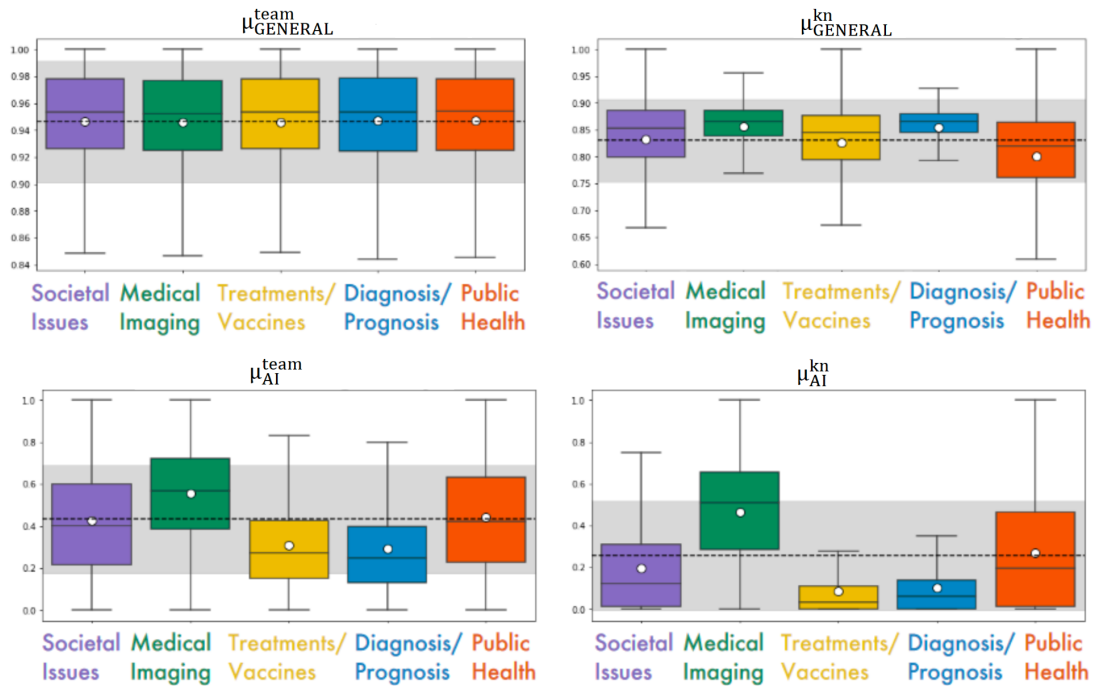 μ^team_GENERAL
1.00
0.98
0.96
0.94
0.92
0.90
0.88
0.86
0.84
Societal Issues
Medical Imaging
Treatments/ Vaccines
Diagnosis/ Prognosis
Public Health
μ^kn_GENERAL
1.00
0.95
0.90
0.85
0.80
0.75
0.70
0.65
0.60
Societal Issues
Medical Imaging
Treatments/ Vaccines
Diagnosis/ Prognosis
Public Health
μ^team_AI
1.0
0.8
0.6
0.4
0.2
0.0
Societal Issues
Medical Imaging
Treatments/ Vaccines
Diagnosis/ Prognosis
Public Health
μ^kn_AI
1.0
0.8
0.6
0.4
0.2
0.0
Societal Issues
Medical Imaging
Treatments/ Vaccines
Diagnosis/ Prognosis
Public Health